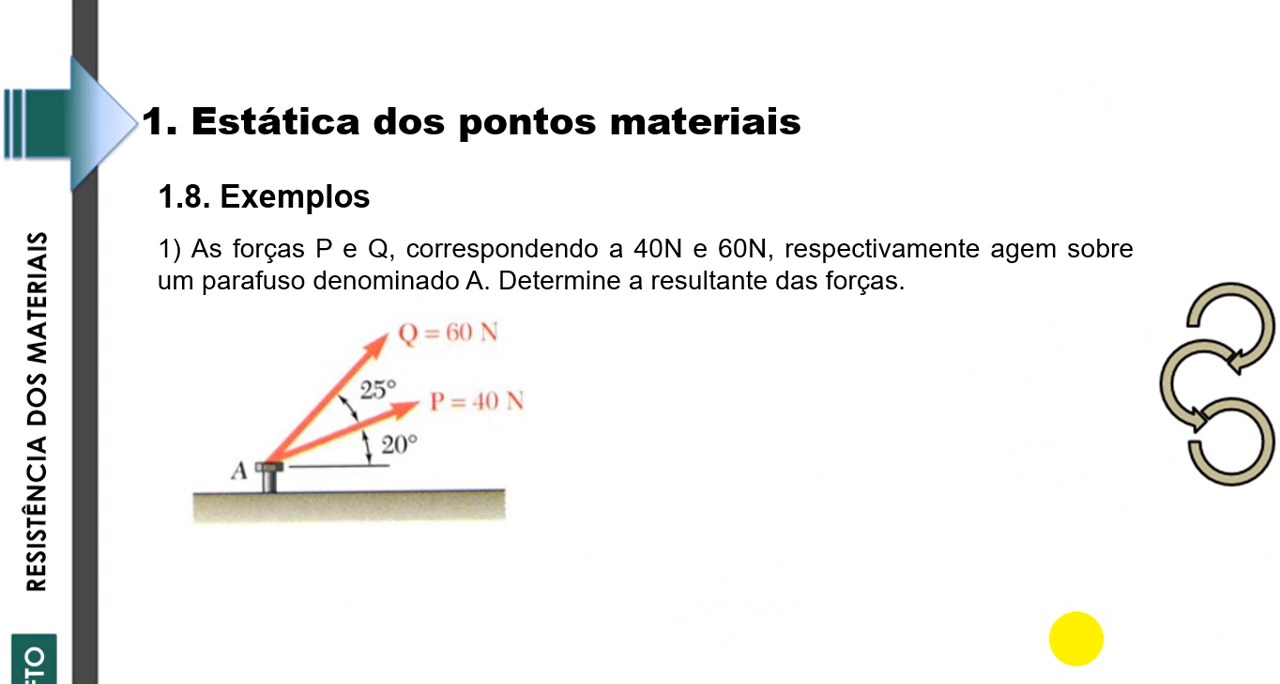 1. Estática dos pontos materiais
1.8. Exemplos
1) As forças P e Q, correspondendo a 40N e 60N, respectivamente agem sobre
um parafuso denominado A. Determine a resultante das forças.
Q = 60 N
25°
P = 40 N
20°
A
RESISTÊNCIA DOS MATERIAIS